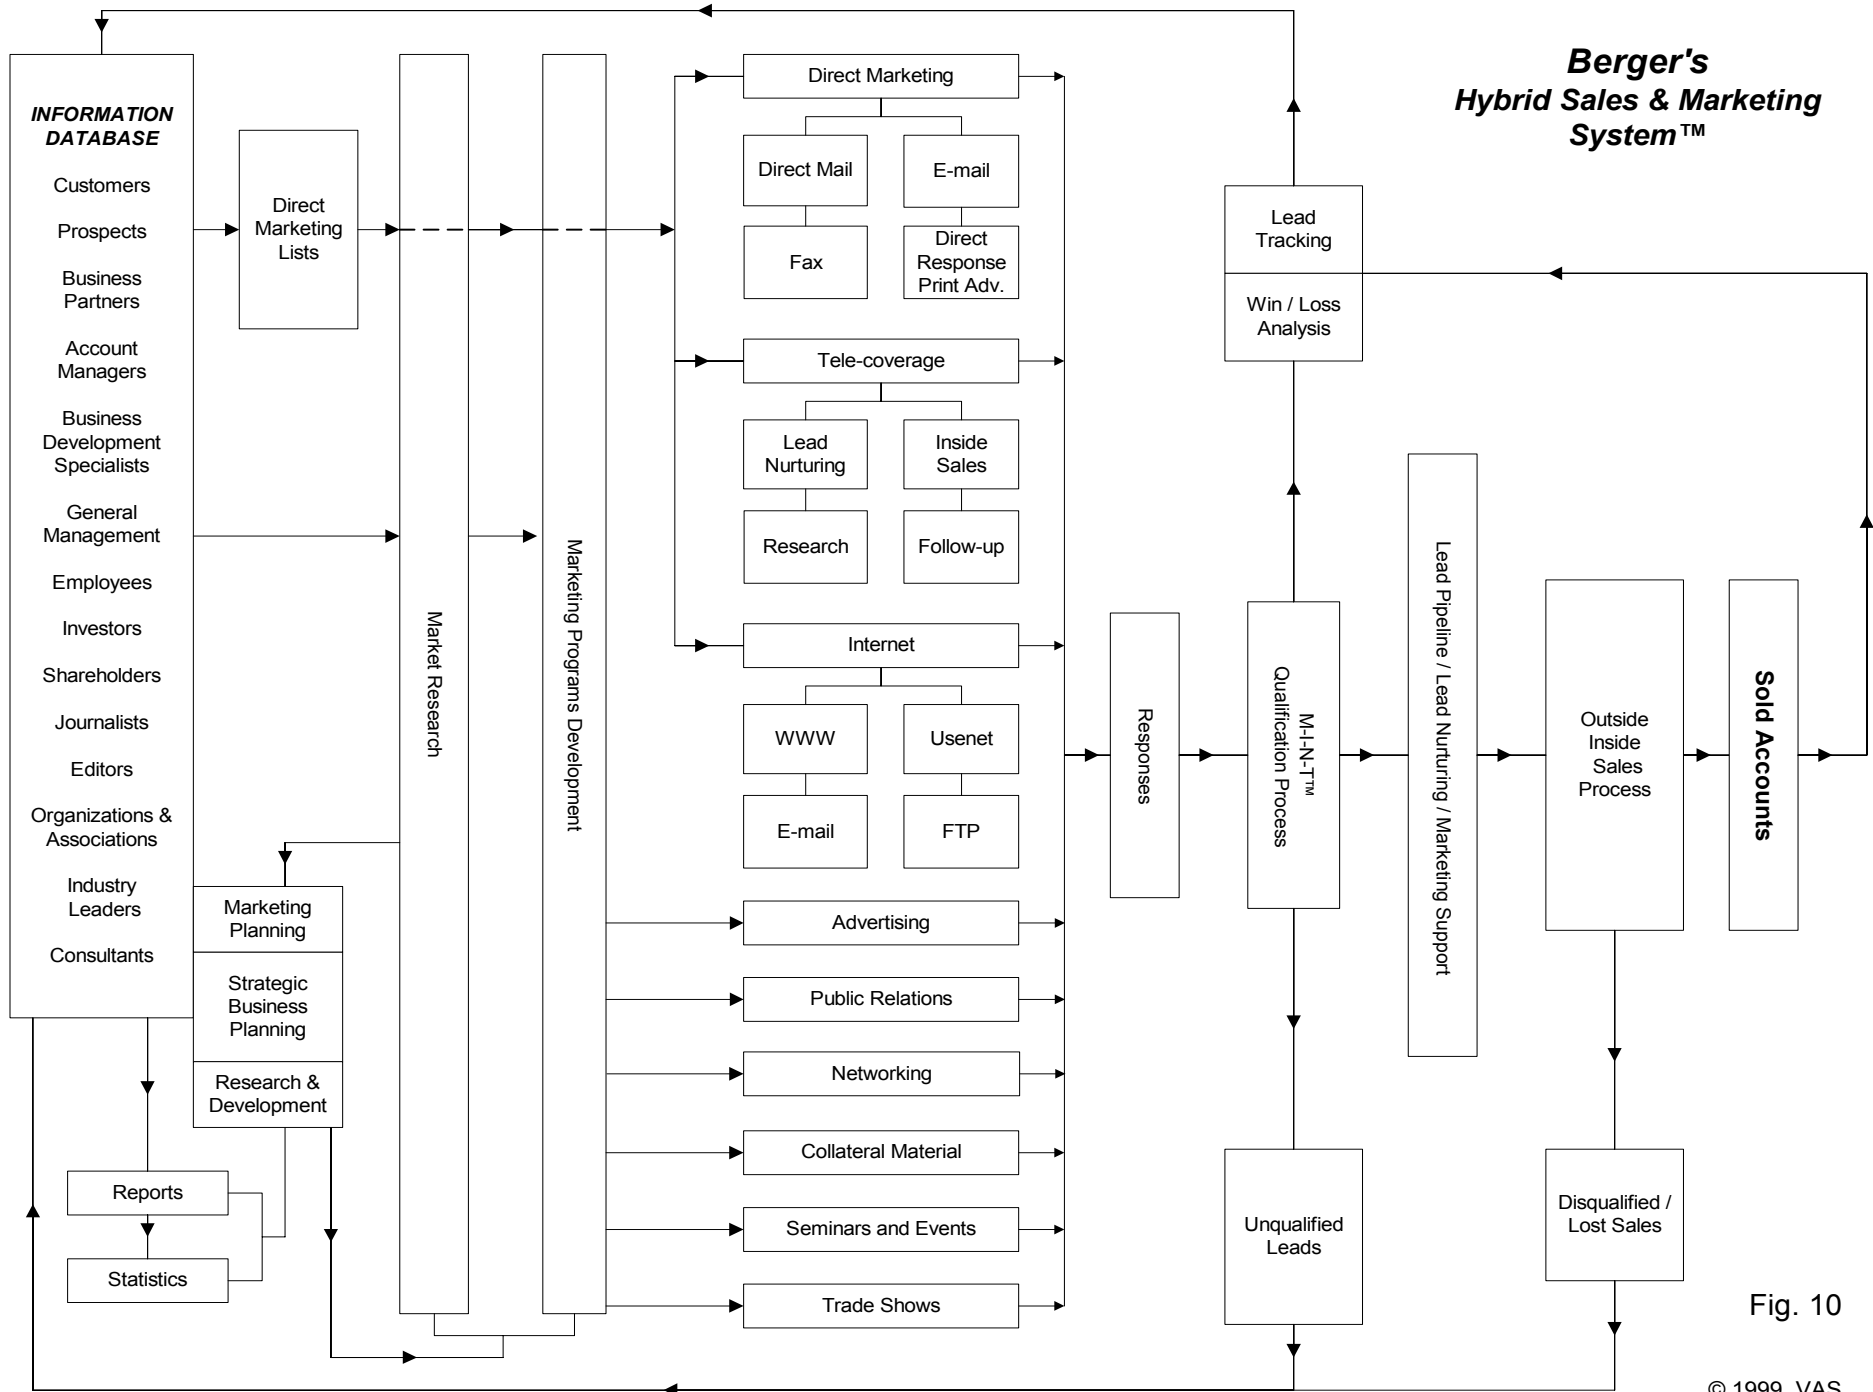 Berger's
Hybrid Sales & Marketing
System™
INFORMATION
DATABASE
Customers
Prospects
Business
Partners
Account
Managers
Business
Development
Specialists
General
Management
Employees
Investors
Shareholders
Journalists
Editors
Organizations &
Associations
Industry
Leaders
Consultants
Direct
Marketing
Lists
Marketing
Planning
Strategic
Business
Planning
Research &
Development
Reports
Statistics
Market Research
Marketing Programs Development
Direct Marketing
Direct Mail
E-mail
Fax
Direct
Response
Print Adv.
Tele-coverage
Lead
Nurturing
Inside
Sales
Research
Follow-up
Internet
WWW
Usenet
E-mail
FTP
Advertising
Public Relations
Networking
Collateral Material
Seminars and Events
Trade Shows
Responses
Lead
Tracking
Win / Loss
Analysis
M-I-N-T™
Qualification Process
Unqualified
Leads
Lead Pipeline / Lead Nurturing / Marketing Support
Outside
Inside
Sales
Process
Disqualified /
Lost Sales
Sold Accounts
Fig. 10
© 1999, VAS